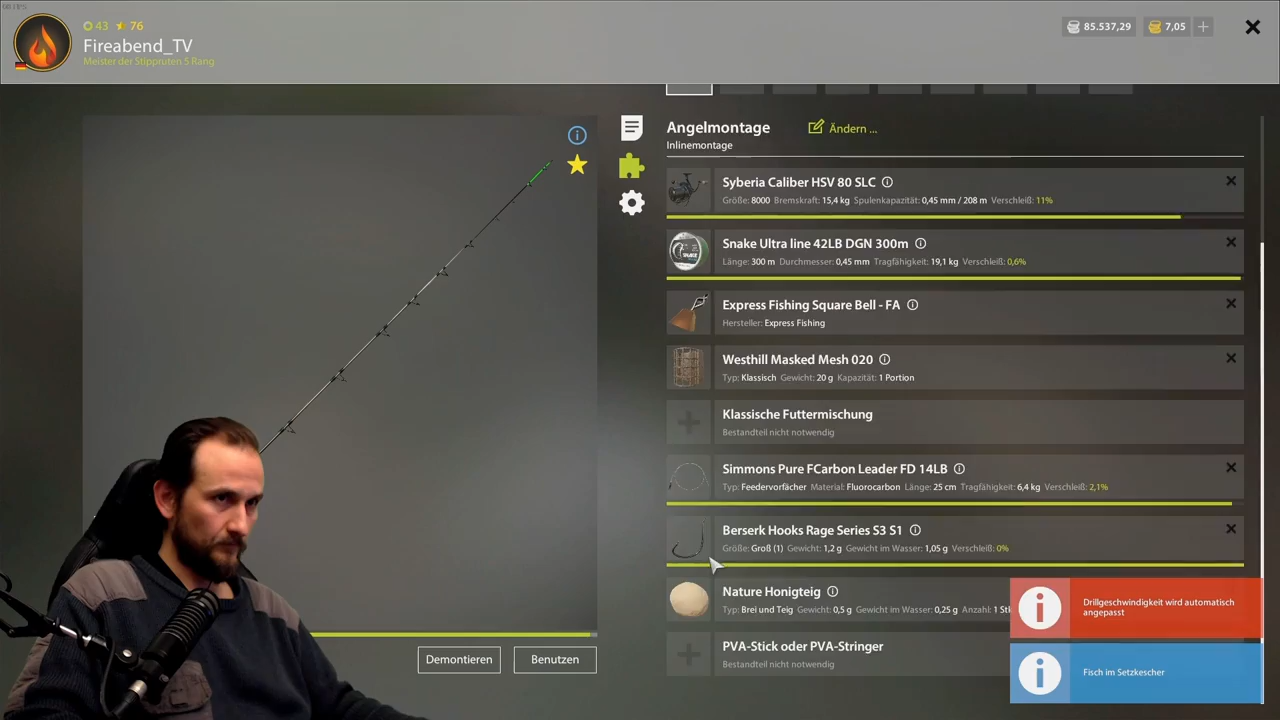 43 76
Fireabend_TV
Meister der Stippruten 5 Rang
85.537,29
7,05
Angelmontage
Ändern ...
Inlinemontage
Syberia Caliber HSV 80 SLC
Größe: 8000 Bremskraft: 15,4 kg Spulenkapazität: 0,45 mm / 208 m Verschleiß: 11%
Snake Ultra line 42LB DGN 300m
Länge: 300 m Durchmesser: 0,45 mm Tragfähigkeit: 19,1 kg Verschleiß: 0,6%
Express Fishing Square Bell - FA
Hersteller: Express Fishing
Westhill Masked Mesh 020
Typ: Klassisch Gewicht: 20 g Kapazität: 1 Portion
Klassische Futtermischung
Bestandteil nicht notwendig
Simmons Pure FCarbon Leader FD 14LB
Typ: Feedervorfächer Material: Fluorocarbon Länge: 25 cm Tragfähigkeit: 6,4 kg Verschleiß: 2,1%
Berserk Hooks Rage Series S3 S1
Größe: Groß (1) Gewicht: 1,2 g Gewicht im Wasser: 1,05 g Verschleiß: 0%
Nature Honigteig
Typ: Brei und Teig Gewicht: 0,5 g Gewicht im Wasser: 0,25 g Anzahl: 1
PVA-Stick oder PVA-Stringer
Bestandteil nicht notwendig
Drillgeschwindigkeit wird automatisch
angepasst
Fisch im Setzkescher
Demontieren
Benutzen